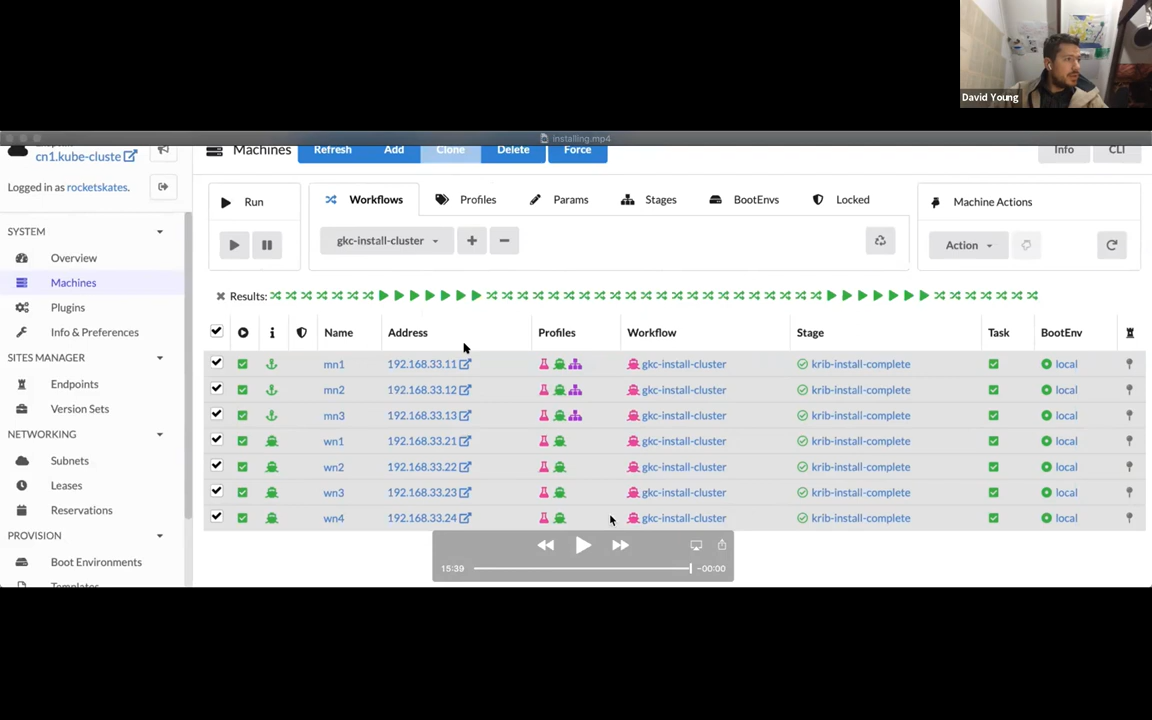 David Young
installing.mp4
cn1.kube-cluste
Machines Refresh Add Clone Delete Force Info CLI
Logged in as rocketskates.
Run Workflows Profiles Params Stages BootEnvs Locked Machine Actions
gkc-install-cluster Action
SYSTEM
Overview
Machines
Plugins
Info & Preferences
SITES MANAGER
Endpoints
Version Sets
NETWORKING
Subnets
Leases
Reservations
PROVISION
Boot Environments
Templates
Results:
Name Address Profiles Workflow Stage Task BootEnv
mn1 192.168.33.11 gkc-install-cluster krib-install-complete local
mn2 192.168.33.12 gkc-install-cluster krib-install-complete local
mn3 192.168.33.13 gkc-install-cluster krib-install-complete local
wn1 192.168.33.21 gkc-install-cluster krib-install-complete local
wn2 192.168.33.22 gkc-install-cluster krib-install-complete local
wn3 192.168.33.23 gkc-install-cluster krib-install-complete local
wn4 192.168.33.24 gkc-install-cluster krib-install-complete local
15:39 -00:00